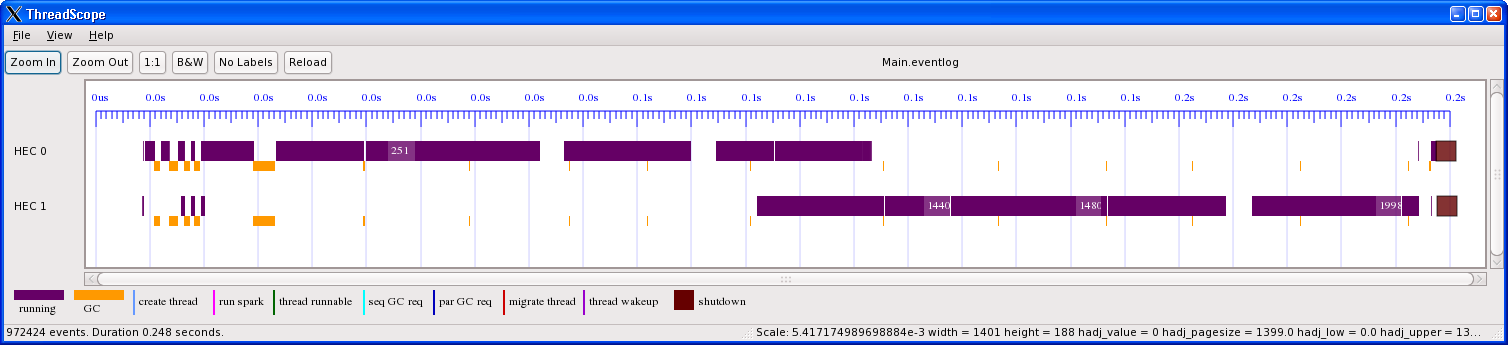 ThreadScope
File View Help
Zoom In Zoom Out 1:1 B&W No Labels Reload Main.eventlog
0us 0.0s 0.0s 0.0s 0.0s 0.0s 0.0s 0.0s 0.0s 0.1s 0.1s 0.1s 0.1s 0.1s 0.1s 0.1s 0.1s 0.1s 0.1s 0.1s 0.2s 0.2s 0.2s 0.2s 0.2s 0.2s
HEC 0 251
HEC 1 1440 1480 1998
running GC create thread run spark thread runnable seq GC req par GC req migrate thread thread wakeup shutdown
972424 events. Duration 0.248 seconds. Scale: 5.417174989698884e-3 width = 1401 height = 188 hadj_value = 0 hadj_pagesize = 1399.0 hadj_low = 0.0 hadj_upper = 13...